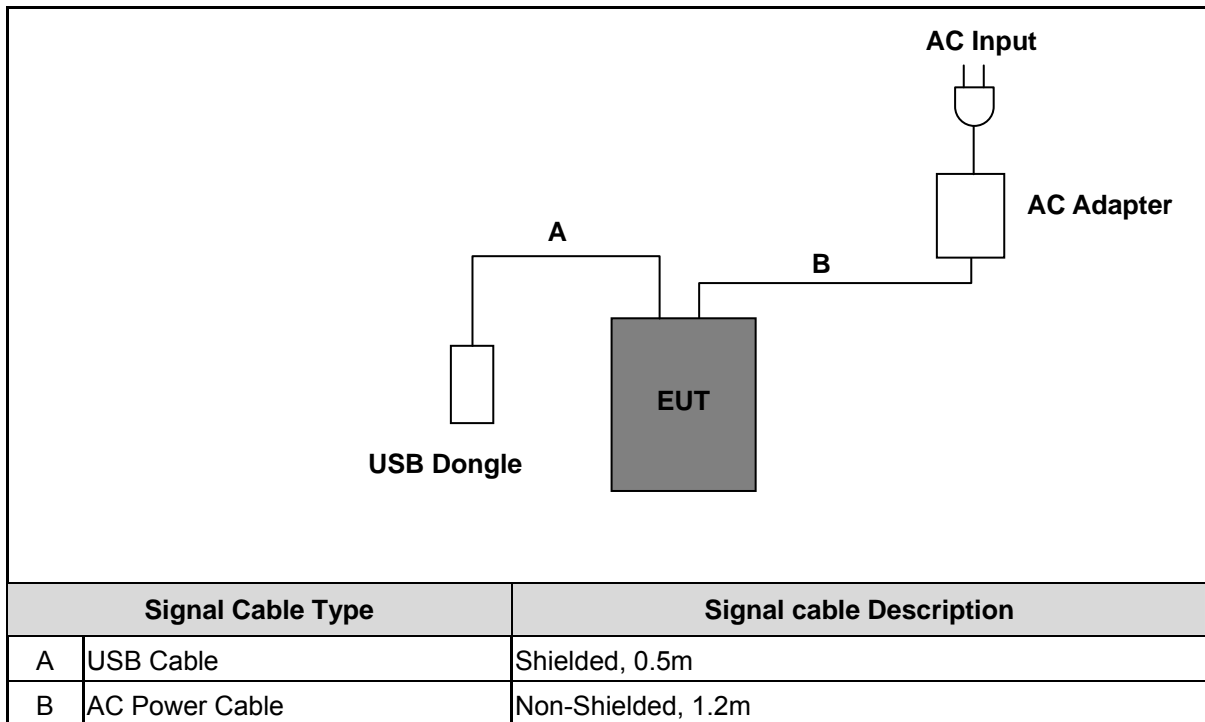 AC Input
AC Adapter
A
B
EUT
USB Dongle
Signal Cable Type Signal cable Description
A USB Cable Shielded, 0.5m
B AC Power Cable Non-Shielded, 1.2m